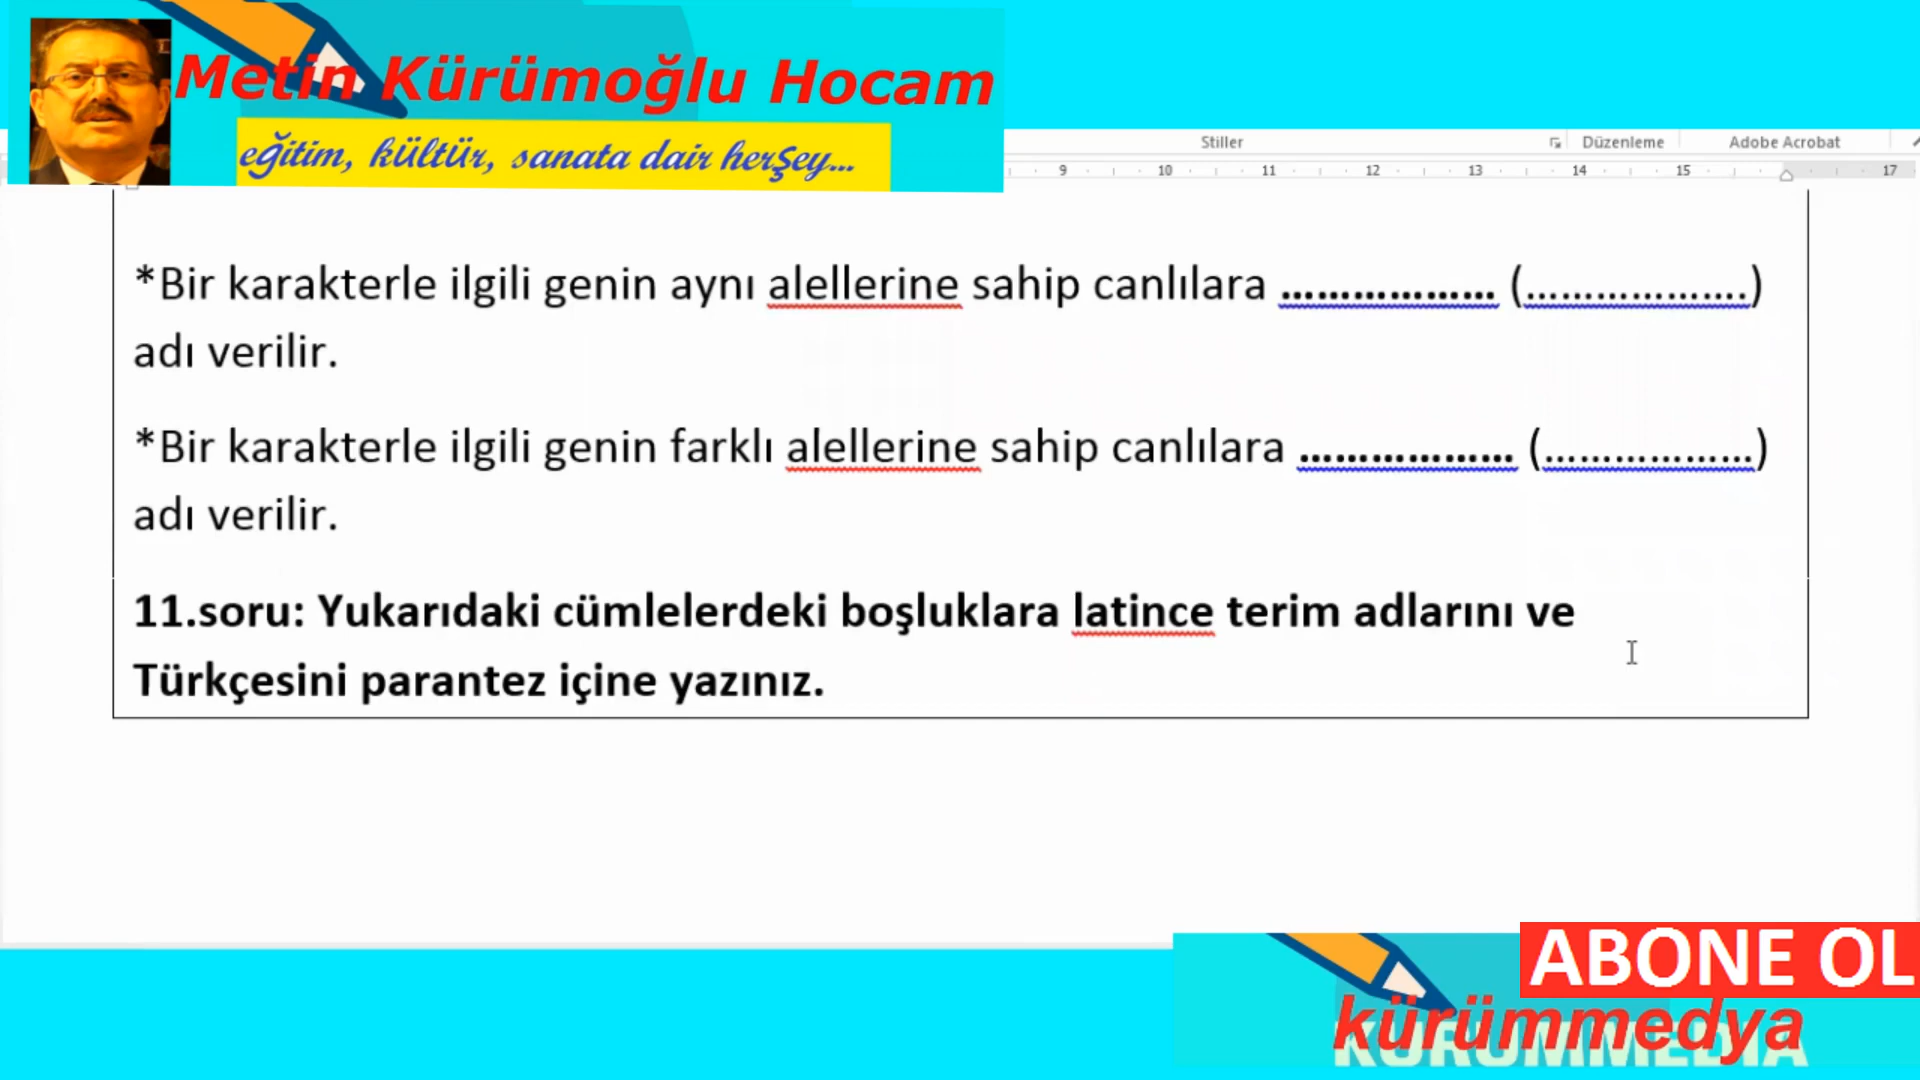 Metin Kürümoğlu Hocam
eğitim, kültür, sanata dair herşey...
Stiller Düzenleme Adobe Acrobat
9 10 11 12 13 14 15 17
*Bir karakterle ilgili genin aynı alellerine sahip canlılara .................. (...................)
adı verilir.
*Bir karakterle ilgili genin farklı alellerine sahip canlılara .................. (..................)
adı verilir.
11.soru: Yukarıdaki cümlelerdeki boşluklara latince terim adlarını ve
Türkçesini parantez içine yazınız.
ABONE OL
kürümmedya
KÜRÜMMEDIA